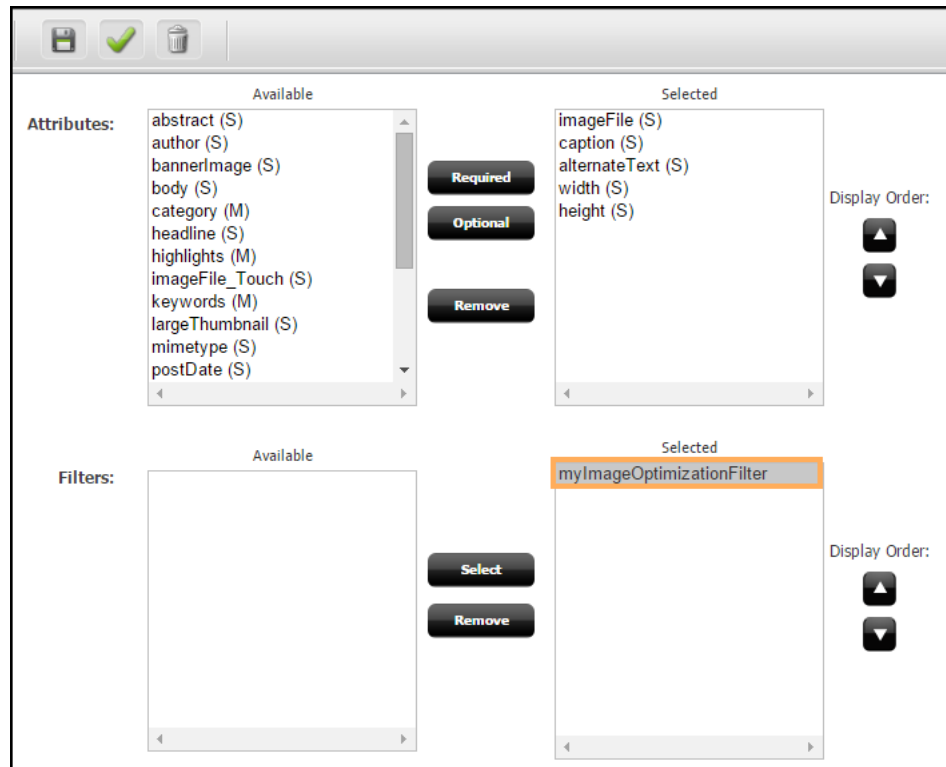 Available
Selected
Attributes:
abstract (S)
author (S)
bannerImage (S)
body (S)
category (M)
headline (S)
highlights (M)
imageFile_Touch (S)
keywords (M)
largeThumbnail (S)
mimetype (S)
postDate (S)
Required
Optional
Remove
imageFile (S)
caption (S)
alternateText (S)
width (S)
height (S)
Display Order:
Available
Selected
Filters:
Select
Remove
myImageOptimizationFilter
Display Order: